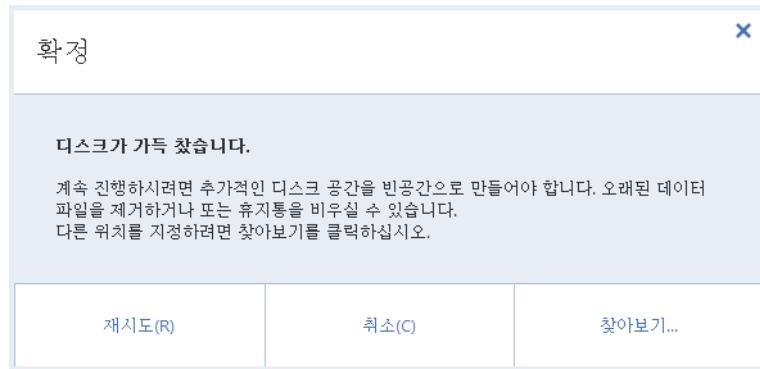 확정
디스크가 가득 찼습니다.
계속 진행하시려면 추가적인 디스크 공간을 빈공간으로 만들어야 합니다. 오래된 데이터
파일을 제거하거나 또는 휴지통을 비우실 수 있습니다.
다른 위치를 지정하려면 찾아보기를 클릭하십시오.
재시도(R) 취소(C) 찾아보기...